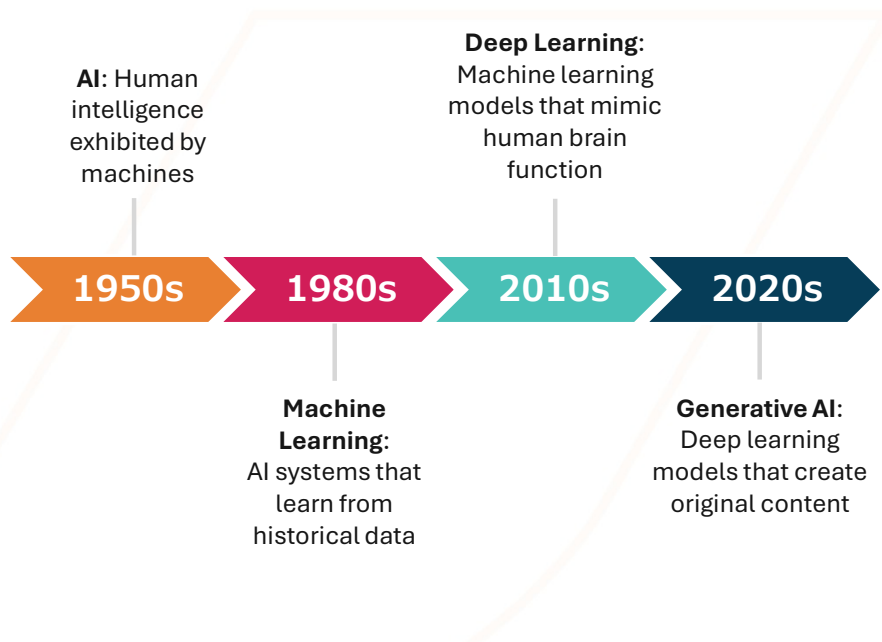 AI: Human
intelligence
exhibited by
machines
Deep Learning:
Machine learning
models that mimic
human brain
function
1950s
1980s
2010s
2020s
Machine
Learning:
AI systems that
learn from
historical data
Generative AI:
Deep learning
models that create
original content